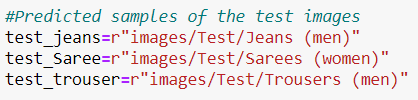 #Predicted samples of the test images
test_jeans=r"images/Test/Jeans (men)"
test_Saree=r"images/Test/Sarees (women)"
test_trouser=r"images/Test/Trousers (men)"